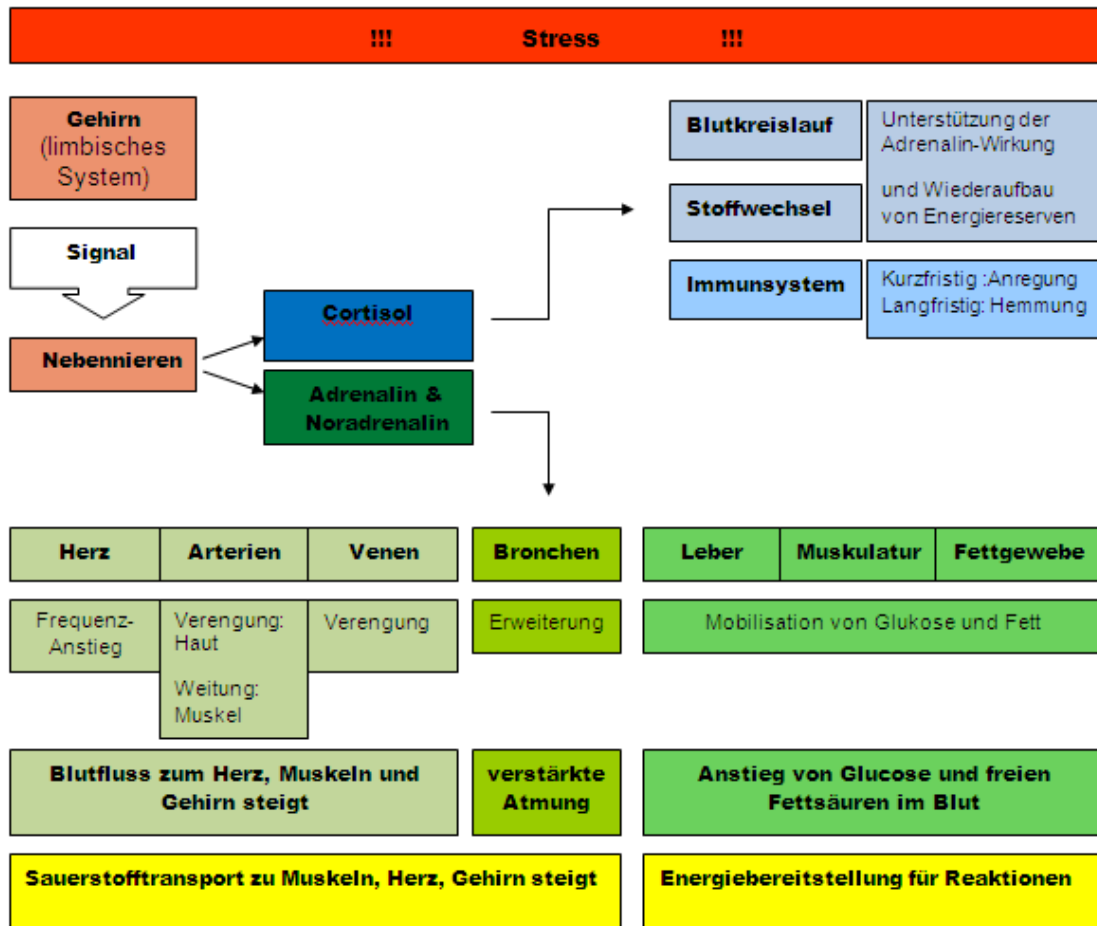 !!! Stress !!!
Gehirn
(limbisches
System)
Signal
Nebennieren
Cortisol
Adrenalin &
Noradrenalin
Blutkreislauf
Stoffwechsel
Unterstützung der
Adrenalin-Wirkung
und Wiederaufbau
von Energiereserven
Immunsystem
Kurzfristig :Anregung
Langfristig: Hemmung
Herz
Arterien
Venen
Bronchen
Leber
Muskulatur
Fettgewebe
Frequenz-
Anstieg
Verengung:
Haut
Weitung:
Muskel
Verengung
Erweiterung
Mobilisation von Glukose und Fett
Blutfluss zum Herz, Muskeln und
Gehirn steigt
verstärkte
Atmung
Anstieg von Glucose und freien
Fettsäuren im Blut
Sauerstofftransport zu Muskeln, Herz, Gehirn steigt
Energiebereitstellung für Reaktionen